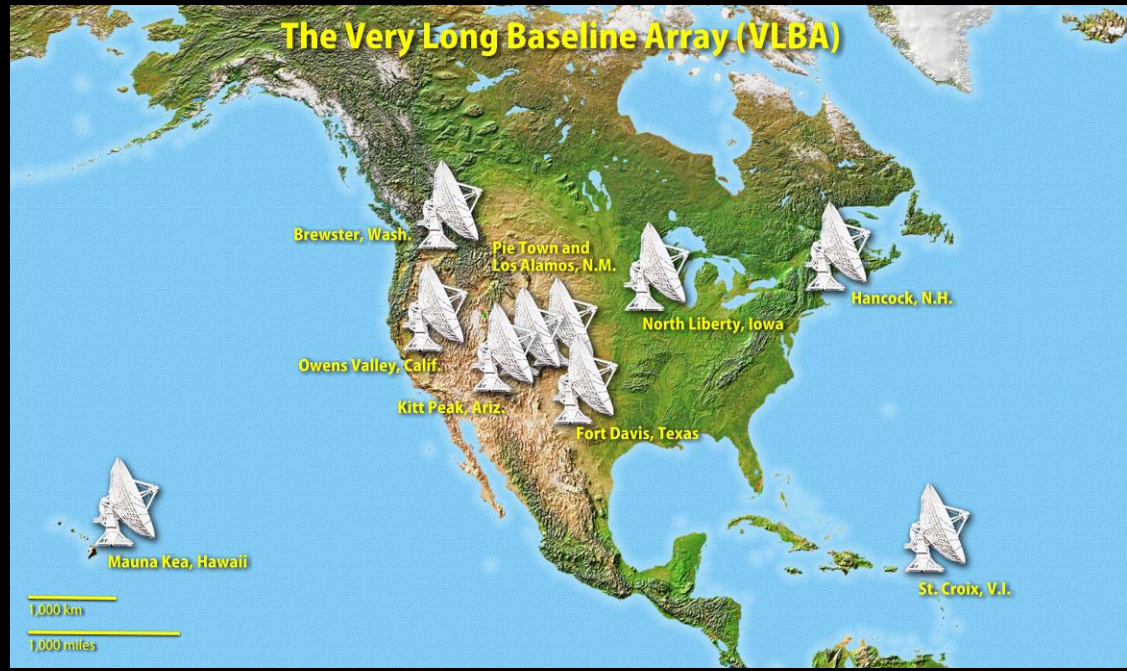 The Very Long Baseline Array (VLBA)
Brewster, Wash.
Pie Town and
Los Alamos, N.M.
Hancock, N.H.
North Liberty, Iowa
Owens Valley, Calif.
Kitt Peak, Ariz.
Fort Davis, Texas
Mauna Kea, Hawaii
St. Croix, V.I.
1,000 km
1,000 miles